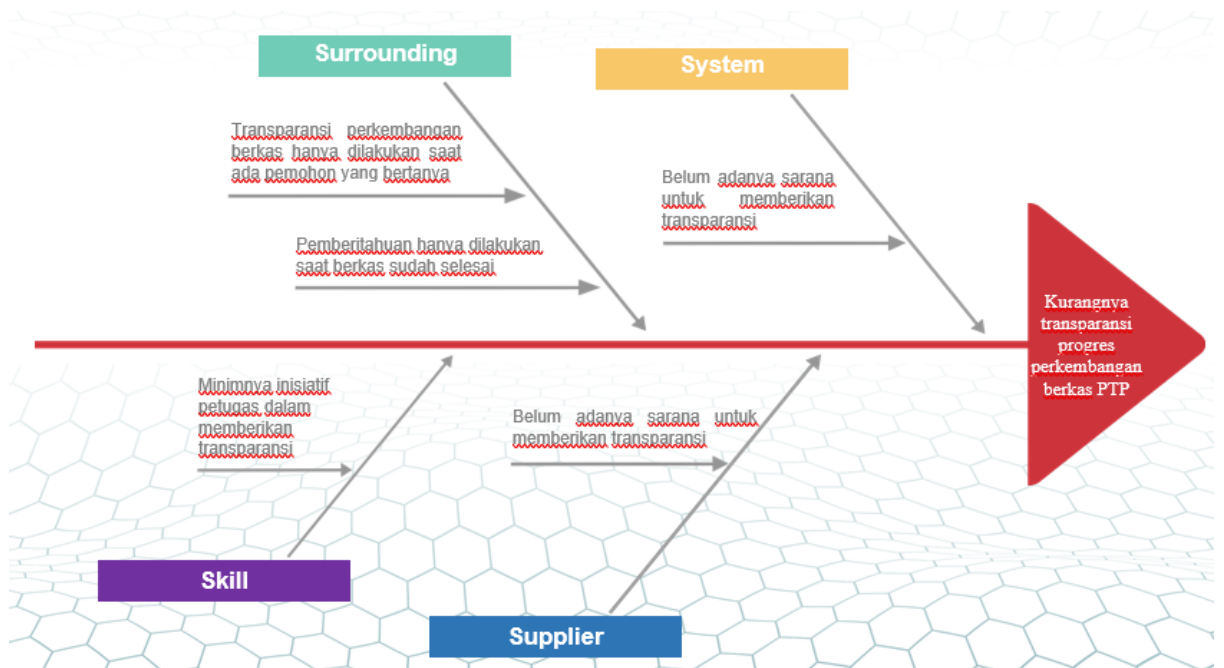 Surrounding
System
Transparansi perkembangan
berkas hanya dilakukan saat
ada pemohon yang bertanya
Belum adanya sarana
untuk memberikan
transparansi
Pemberitahuan hanya dilakukan
saat berkas sudah selesai
Kurangnya
transparansi
progres
perkembangan
berkas PTP
Minimnya inisiatif
petugas dalam
memberikan
transparansi
Belum adanya sarana untuk
memberikan transparansi
Skill
Supplier